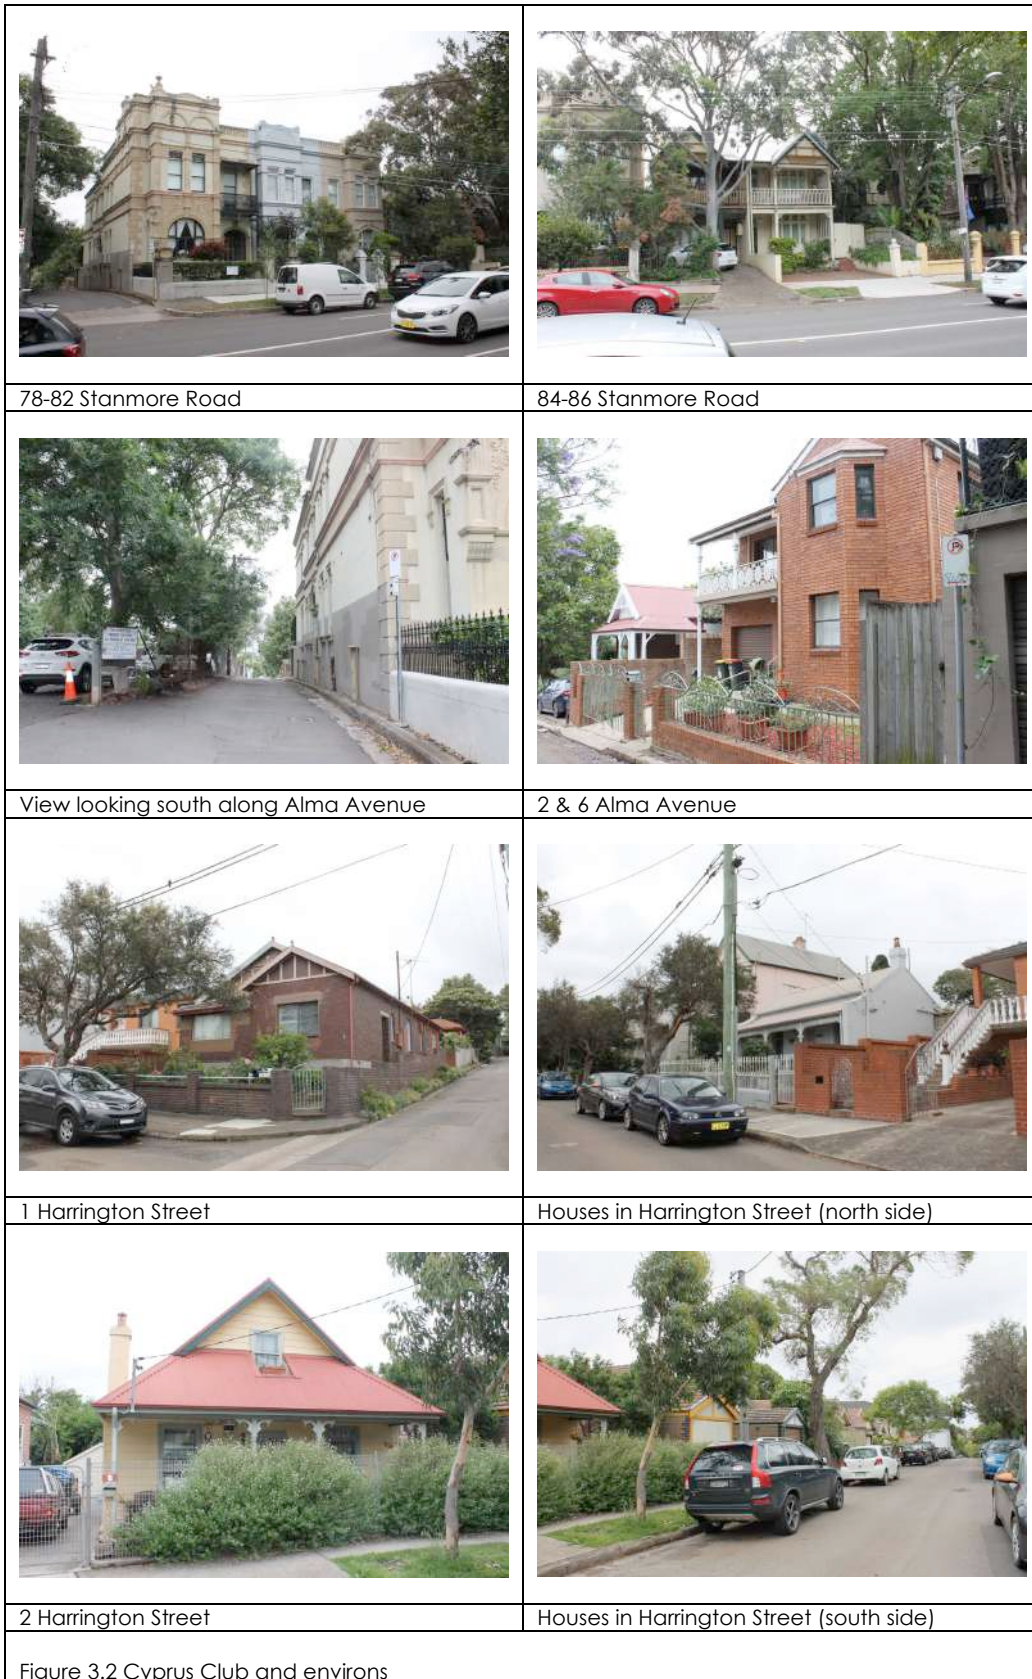 78-82 Stanmore Road
84-86 Stanmore Road
View looking south along Alma Avenue
2 & 6 Alma Avenue
1 Harrington Street
Houses in Harrington Street (north side)
2 Harrington Street
Houses in Harrington Street (south side)
Figure 3.2 Cyprus Club and environs